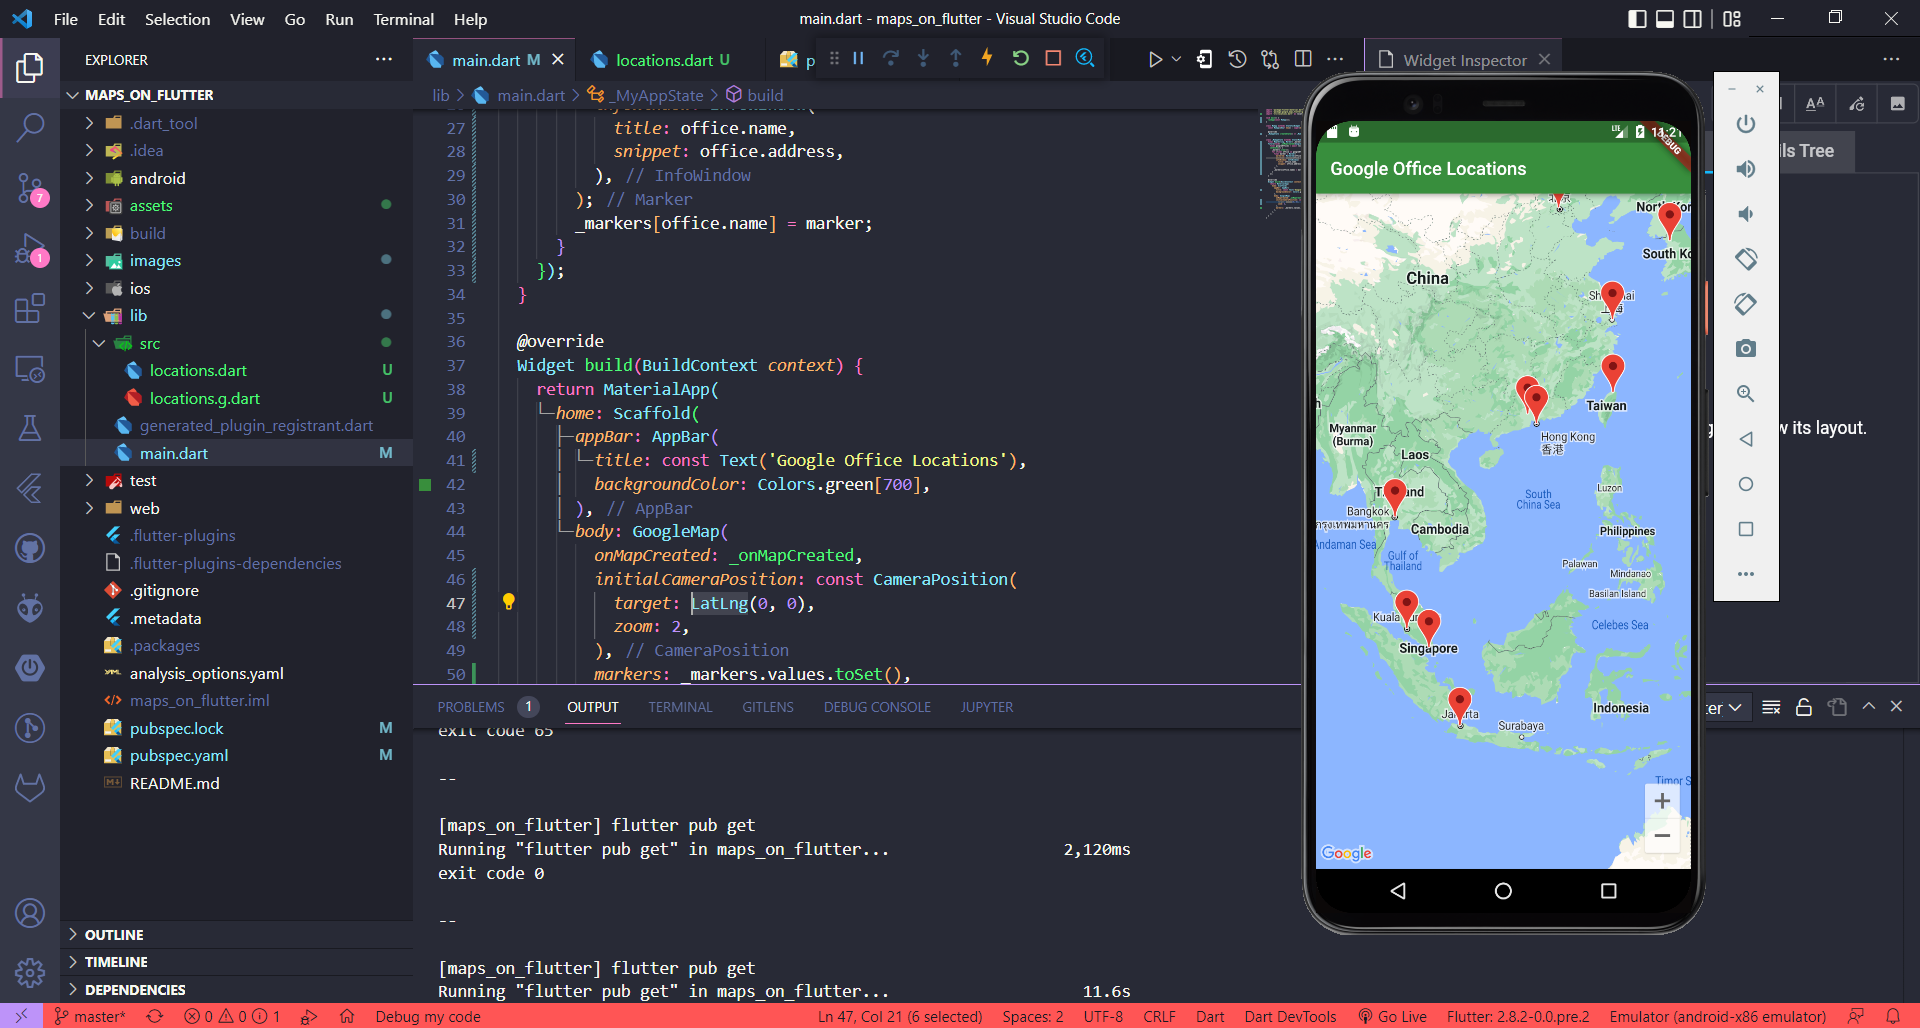 File Edit Selection View Go Run Terminal Help
main.dart - maps_on_flutter - Visual Studio Code
EXPLORER
MAPS_ON_FLUTTER
.dart_tool
.idea
android
assets
build
images
ios
lib
src
locations.dart U
locations.g.dart U
generated_plugin_registrant.dart
main.dart M
test
web
.flutter-plugins
.flutter-plugins-dependencies
.gitignore
.metadata
.packages
analysis_options.yaml
maps_on_flutter.iml
pubspec.lock M
pubspec.yaml M
README.md
OUTLINE
TIMELINE
DEPENDENCIES
7
1
main.dart M
locations.dart U
p
Widget Inspector
lib > main.dart > _MyAppState > build
27 title: office.name,
28 snippet: office.address,
29 ), // InfoWindow
30 ); // Marker
31 _markers[office.name] = marker;
32 }
33 });
34 }
35
36 @override
37 Widget build(BuildContext context) {
38 return MaterialApp(
39 home: Scaffold(
40 appBar: AppBar(
41 title: const Text('Google Office Locations'),
42 backgroundColor: Colors.green[700],
43 ), // AppBar
44 body: GoogleMap(
45 onMapCreated: _onMapCreated,
46 initialCameraPosition: const CameraPosition(
47 target: LatLng(0, 0),
48 zoom: 2,
49 ), // CameraPosition
50 markers: _markers.values.toSet(),
PROBLEMS 1 OUTPUT TERMINAL GITLENS DEBUG CONSOLE JUPYTER
exit code 65
--
[maps_on_flutter] flutter pub get
Running "flutter pub get" in maps_on_flutter... 2,120ms
exit code 0
--
[maps_on_flutter] flutter pub get
Running "flutter pub get" in maps_on_flutter... 11.6s
LTE 11:21
DEBUG
Google Office Locations
China
Taiwan
Hong Kong
香港
Myanmar
(Burma)
Laos
Bangkok
กรุงเทพมหานคร
Cambodia
Andaman Sea
Gulf of
Thailand
South
China Sea
Luzon
Philippines
Palawan
Mindanao
Basilan Island
Celebes Sea
Singapore
Indonesia
Surabaya
Google
+
−
ls Tree
w its layout.
master* 0 0 1 Debug my code Ln 47, Col 21 (6 selected) Spaces: 2 UTF-8 CRLF Dart Dart DevTools Go Live Flutter: 2.8.2-0.0.pre.2 Emulator (android-x86 emulator)